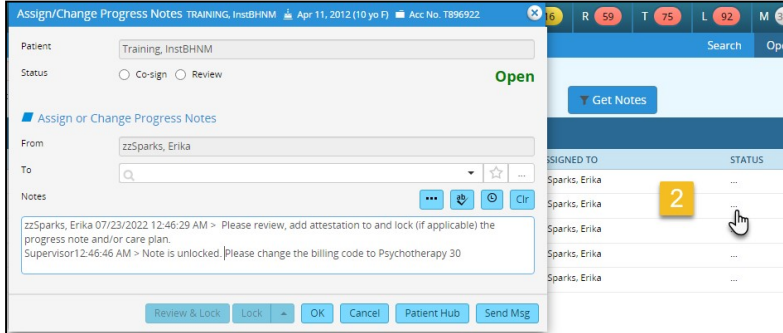 Assign/Change Progress Notes TRAINING, InstBHNM Apr 11, 2012 (10 yo F) Acc No. T896922
R 59 T 75 L 92 M
Patient Training, InstBHNM
Search
Status Co-sign Review Open
Get Notes
Assign or Change Progress Notes
From zzSparks, Erika
To ...
Notes ... Clr
zzSparks, Erika 07/23/2022 12:46:29 AM > Please review, add attestation to and lock (if applicable) the
progress note and/or care plan.
Supervisor12:46:46 AM > Note is unlocked. Please change the billing code to Psychotherapy 30
Review & Lock Lock OK Cancel Patient Hub Send Msg
STATUS
Sparks, Erika ...
Sparks, Erika ...
Sparks, Erika
Sparks, Erika ...
Sparks, Erika ...
2